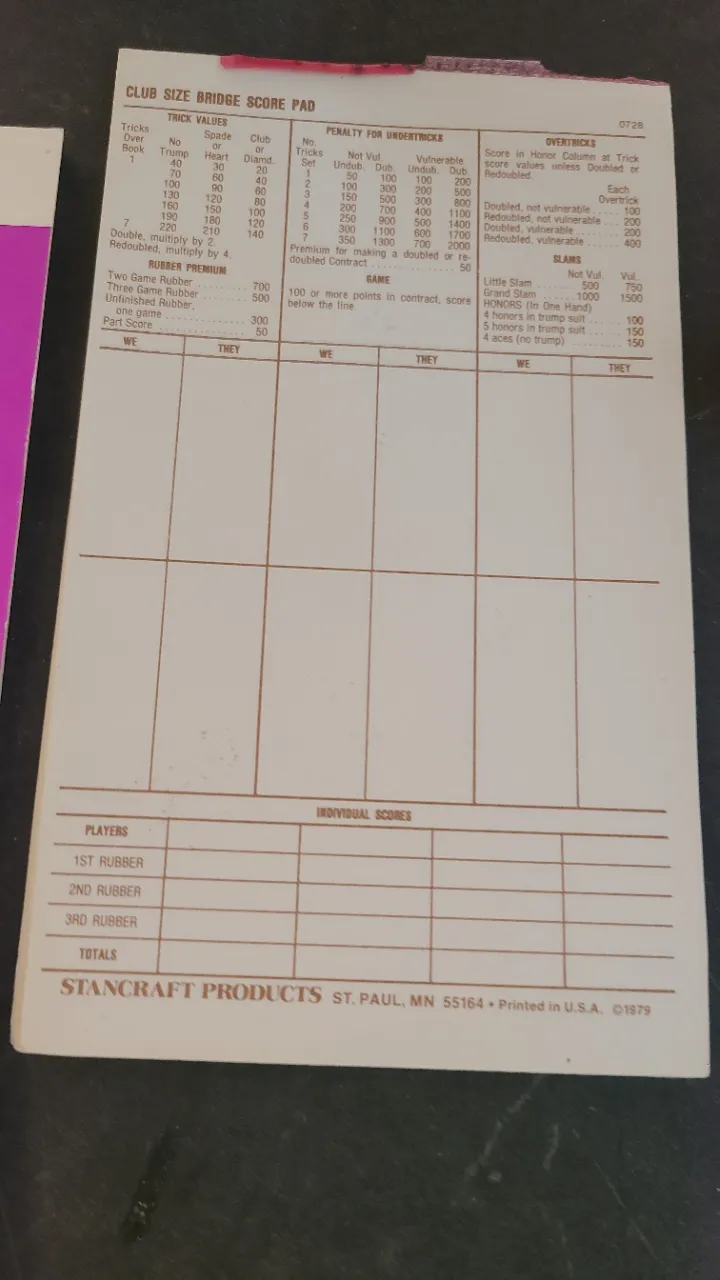 CLUB SIZE BRIDGE SCORE PAD
0728
TRICK VALUES
Tricks Spade Club
Over No or or
Book Trump Heart Diamd.
1 40 30 20
70 60 40
100 90 60
130 120 80
160 150 100
190 180 120
7 220 210 140
Double, multiply by 2.
Redoubled, multiply by 4.
RUBBER PREMIUM
Two Game Rubber .......... 700
Three Game Rubber ......... 500
Unfinished Rubber,
one game .............. 300
Part Score ................. 50
PENALTY FOR UNDERTRICKS
No.
Tricks Not Vul. Vulnerable
Set Undub. Dub. Undub. Dub.
1 50 100 100 200
2 100 300 200 500
3 150 500 300 800
4 200 700 400 1100
5 250 900 500 1400
6 300 1100 600 1700
7 350 1300 700 2000
Premium for making a doubled or re-
doubled Contract .............. 50
GAME
100 or more points in contract, score
below the line.
OVERTRICKS
Score in Honor Column at Trick
score values unless Doubled or
Redoubled.
Each
Overtrick
Doubled, not vulnerable ..... 100
Redoubled, not vulnerable ... 200
Doubled, vulnerable ......... 200
Redoubled, vulnerable ....... 400
SLAMS
Not Vul. Vul.
Little Slam ....... 500 750
Grand Slam ...... 1000 1500
HONORS (In One Hand)
4 honors in trump suit ...... 100
5 honors in trump suit ...... 150
4 aces (no trump) .......... 150
WE THEY WE THEY WE THEY
INDIVIDUAL SCORES
PLAYERS
1ST RUBBER
2ND RUBBER
3RD RUBBER
TOTALS
STANCRAFT PRODUCTS ST. PAUL, MN 55164 • Printed in U.S.A. ©1979